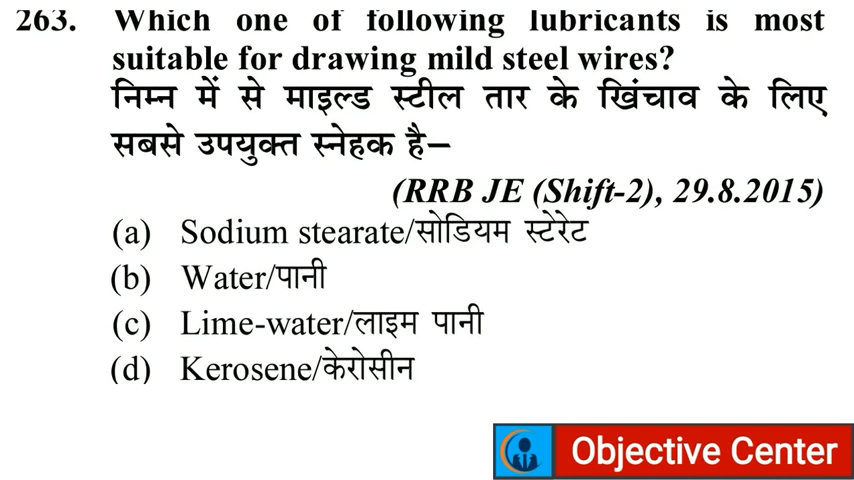 263. Which one of following lubricants is most
suitable for drawing mild steel wires?
निम्न में से माइल्ड स्टील तार के खिंचाव के लिए
सबसे उपयुक्त स्नेहक है–
(RRB JE (Shift-2), 29.8.2015)
(a) Sodium stearate/सोडियम स्टेरेट
(b) Water/पानी
(c) Lime-water/लाइम पानी
(d) Kerosene/केरोसीन
Objective Center